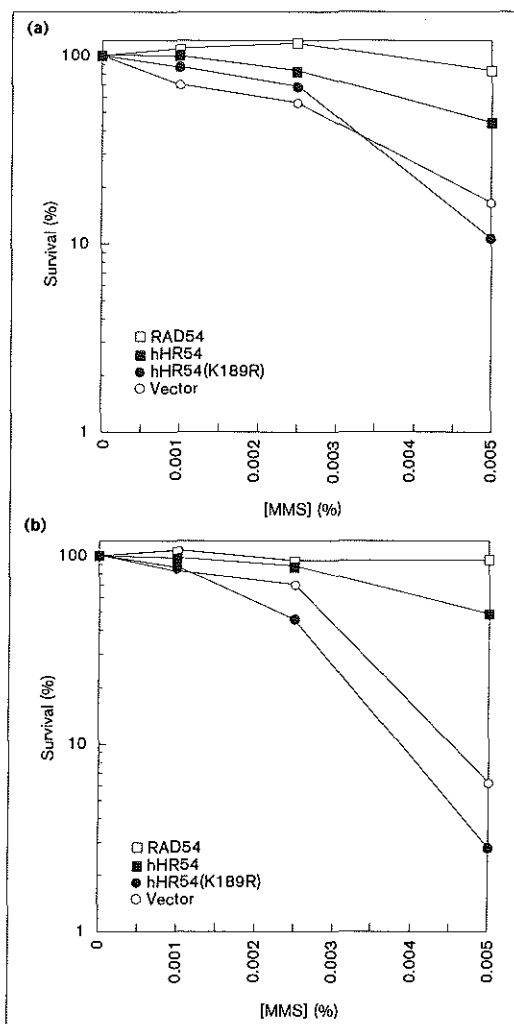 (a)
100
10
1
Survival (%)
RAD54
hHR54
hHR54(K189R)
Vector
0
0.001
0.002
0.003
0.004
0.005
[MMS] (%)
(b)
100
10
1
Survival (%)
RAD54
hHR54
hHR54(K189R)
Vector
0
0.001
0.002
0.003
0.004
0.005
[MMS] (%)